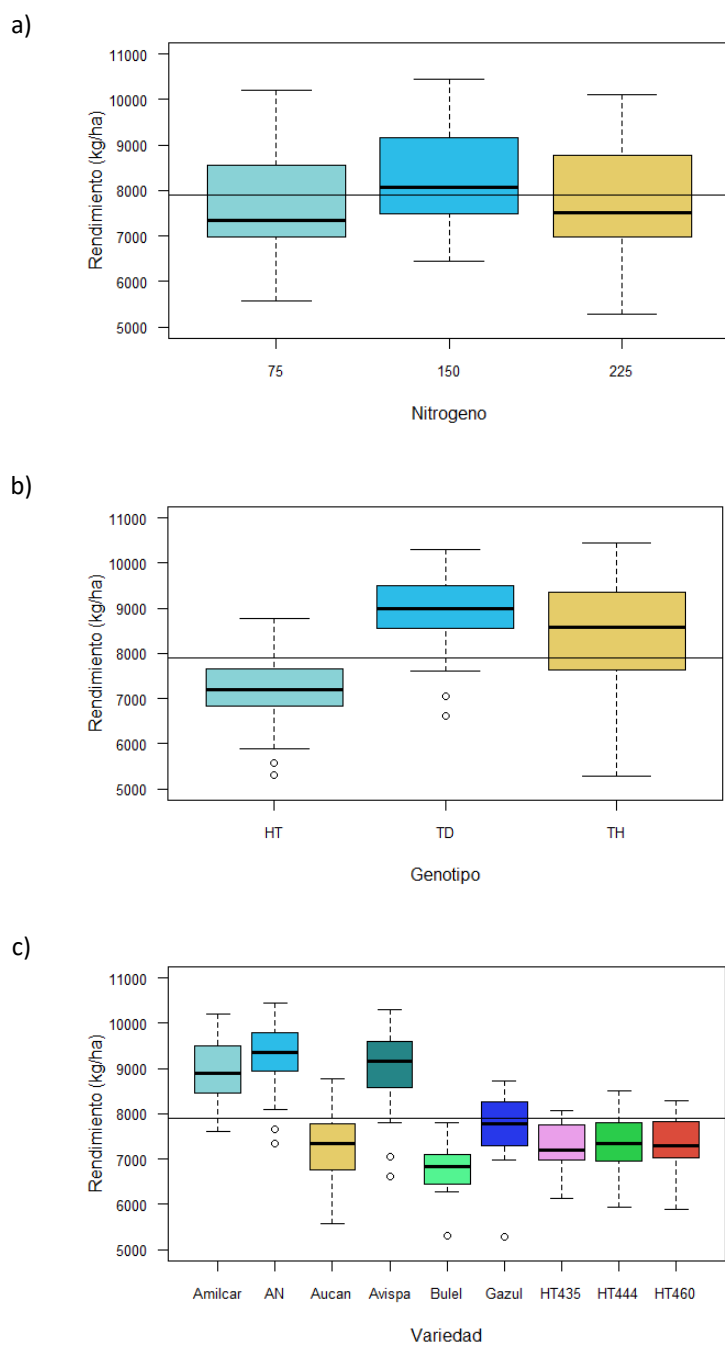 a)
11000
10000
9000
8000
7000
6000
5000
Rendimiento (kg/ha)
75 150 225
Nitrogeno
b)
11000
10000
9000
8000
7000
6000
5000
Rendimiento (kg/ha)
HT TD TH
Genotipo
c)
11000
10000
9000
8000
7000
6000
5000
Rendimiento (kg/ha)
Amilcar AN Aucan Avispa Bulel Gazul HT435 HT444 HT460
Variedad